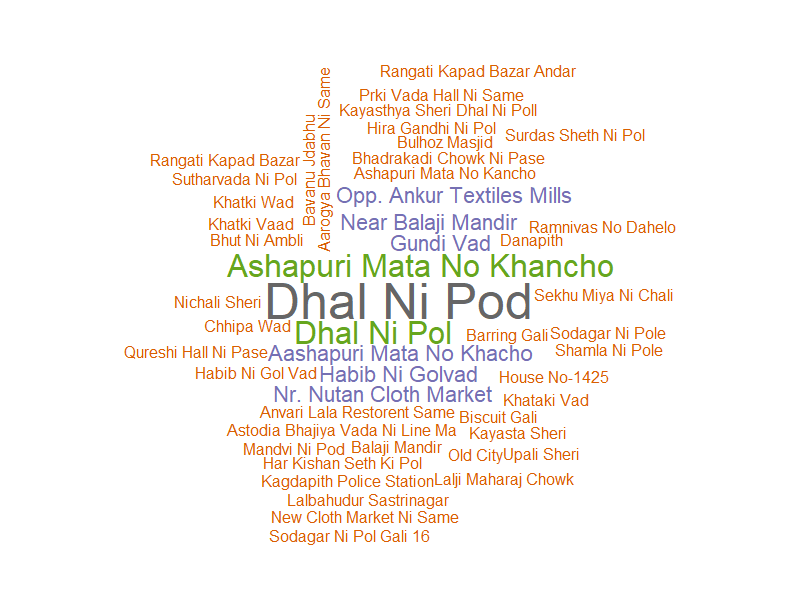 Rangati Kapad Bazar Andar
Prki Vada Hall Ni Same
Kayasthya Sheri Dhal Ni Poll
Hira Gandhi Ni Pol
Surdas Sheth Ni Pol
Bulhoz Masjid
Bhadrakadi Chowk Ni Pase
Ashapuri Mata No Kancho
Rangati Kapad Bazar
Sutharvada Ni Pol
Bavanu Jdabhu
Aarogya Bhavan Ni Same
Opp. Ankur Textiles Mills
Khatki Wad
Near Balaji Mandir
Khatki Vaad
Ramnivas No Dahelo
Bhut Ni Ambli
Gundi Vad
Danapith
Ashapuri Mata No Khancho
Nichali Sheri
Dhal Ni Pod
Sekhu Miya Ni Chali
Chhipa Wad
Dhal Ni Pol
Barring Gali
Sodagar Ni Pole
Qureshi Hall Ni Pase
Aashapuri Mata No Khacho
Shamla Ni Pole
Habib Ni Gol Vad
Habib Ni Golvad
House No-1425
Nr. Nutan Cloth Market
Khataki Vad
Anvari Lala Restorent Same
Biscuit Gali
Astodia Bhajiya Vada Ni Line Ma
Kayasta Sheri
Mandvi Ni Pod
Balaji Mandir
Old City
Upali Sheri
Har Kishan Seth Ki Pol
Kagdapith Police Station
Lalji Maharaj Chowk
Lalbahudur Sastrinagar
New Cloth Market Ni Same
Sodagar Ni Pol Gali 16